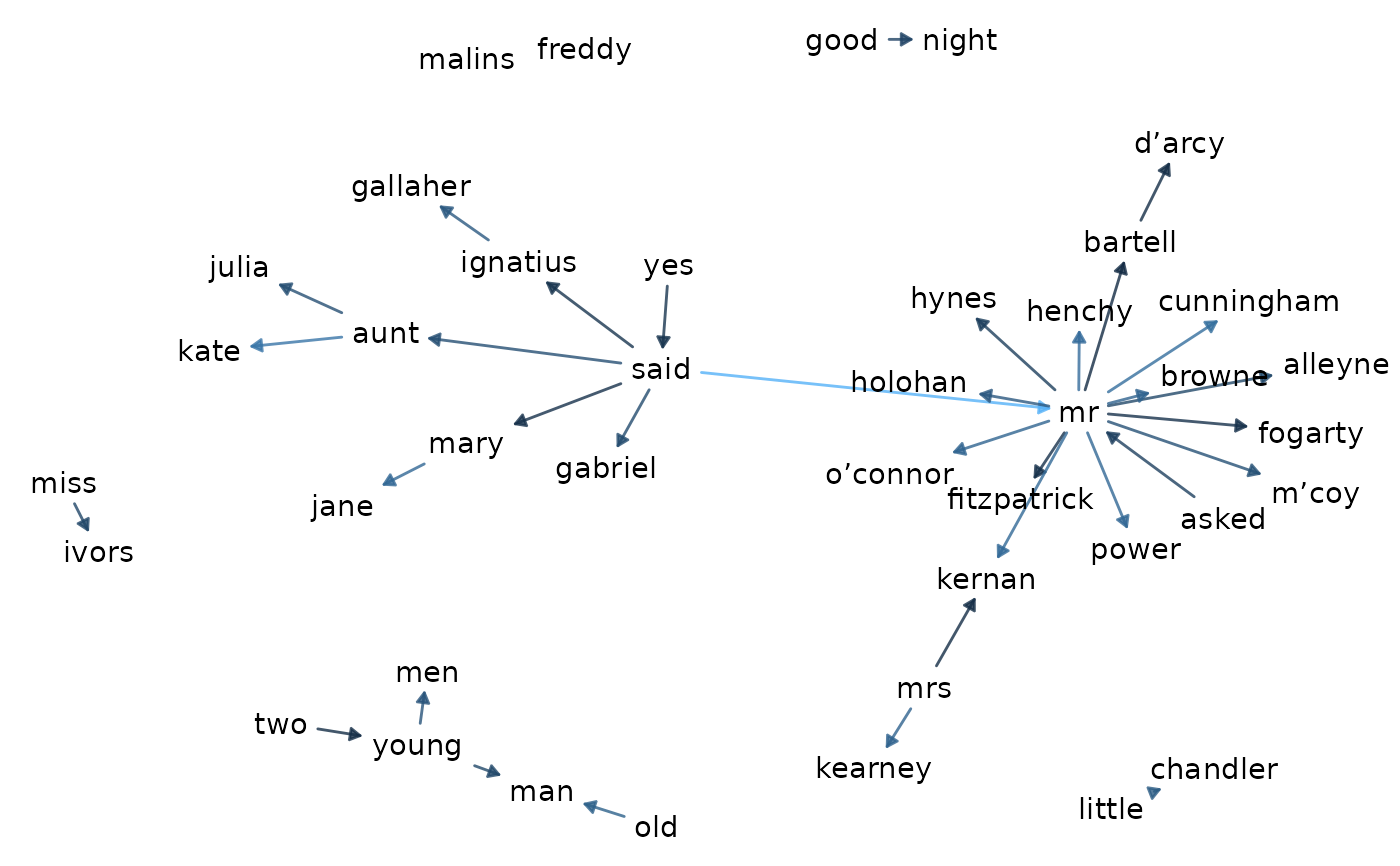 good night
malins freddy
d’arcy
gallaher
bartell
julia
ignatius
yes
hynes
henchy
cunningham
aunt
kate
said
holohan
browne
alleyne
mr
mary
fogarty
gabriel
o’connor
miss
jane
fitzpatrick
m’coy
asked
ivors
power
kernan
men
mrs
two
young
kearney
chandler
man
little
old